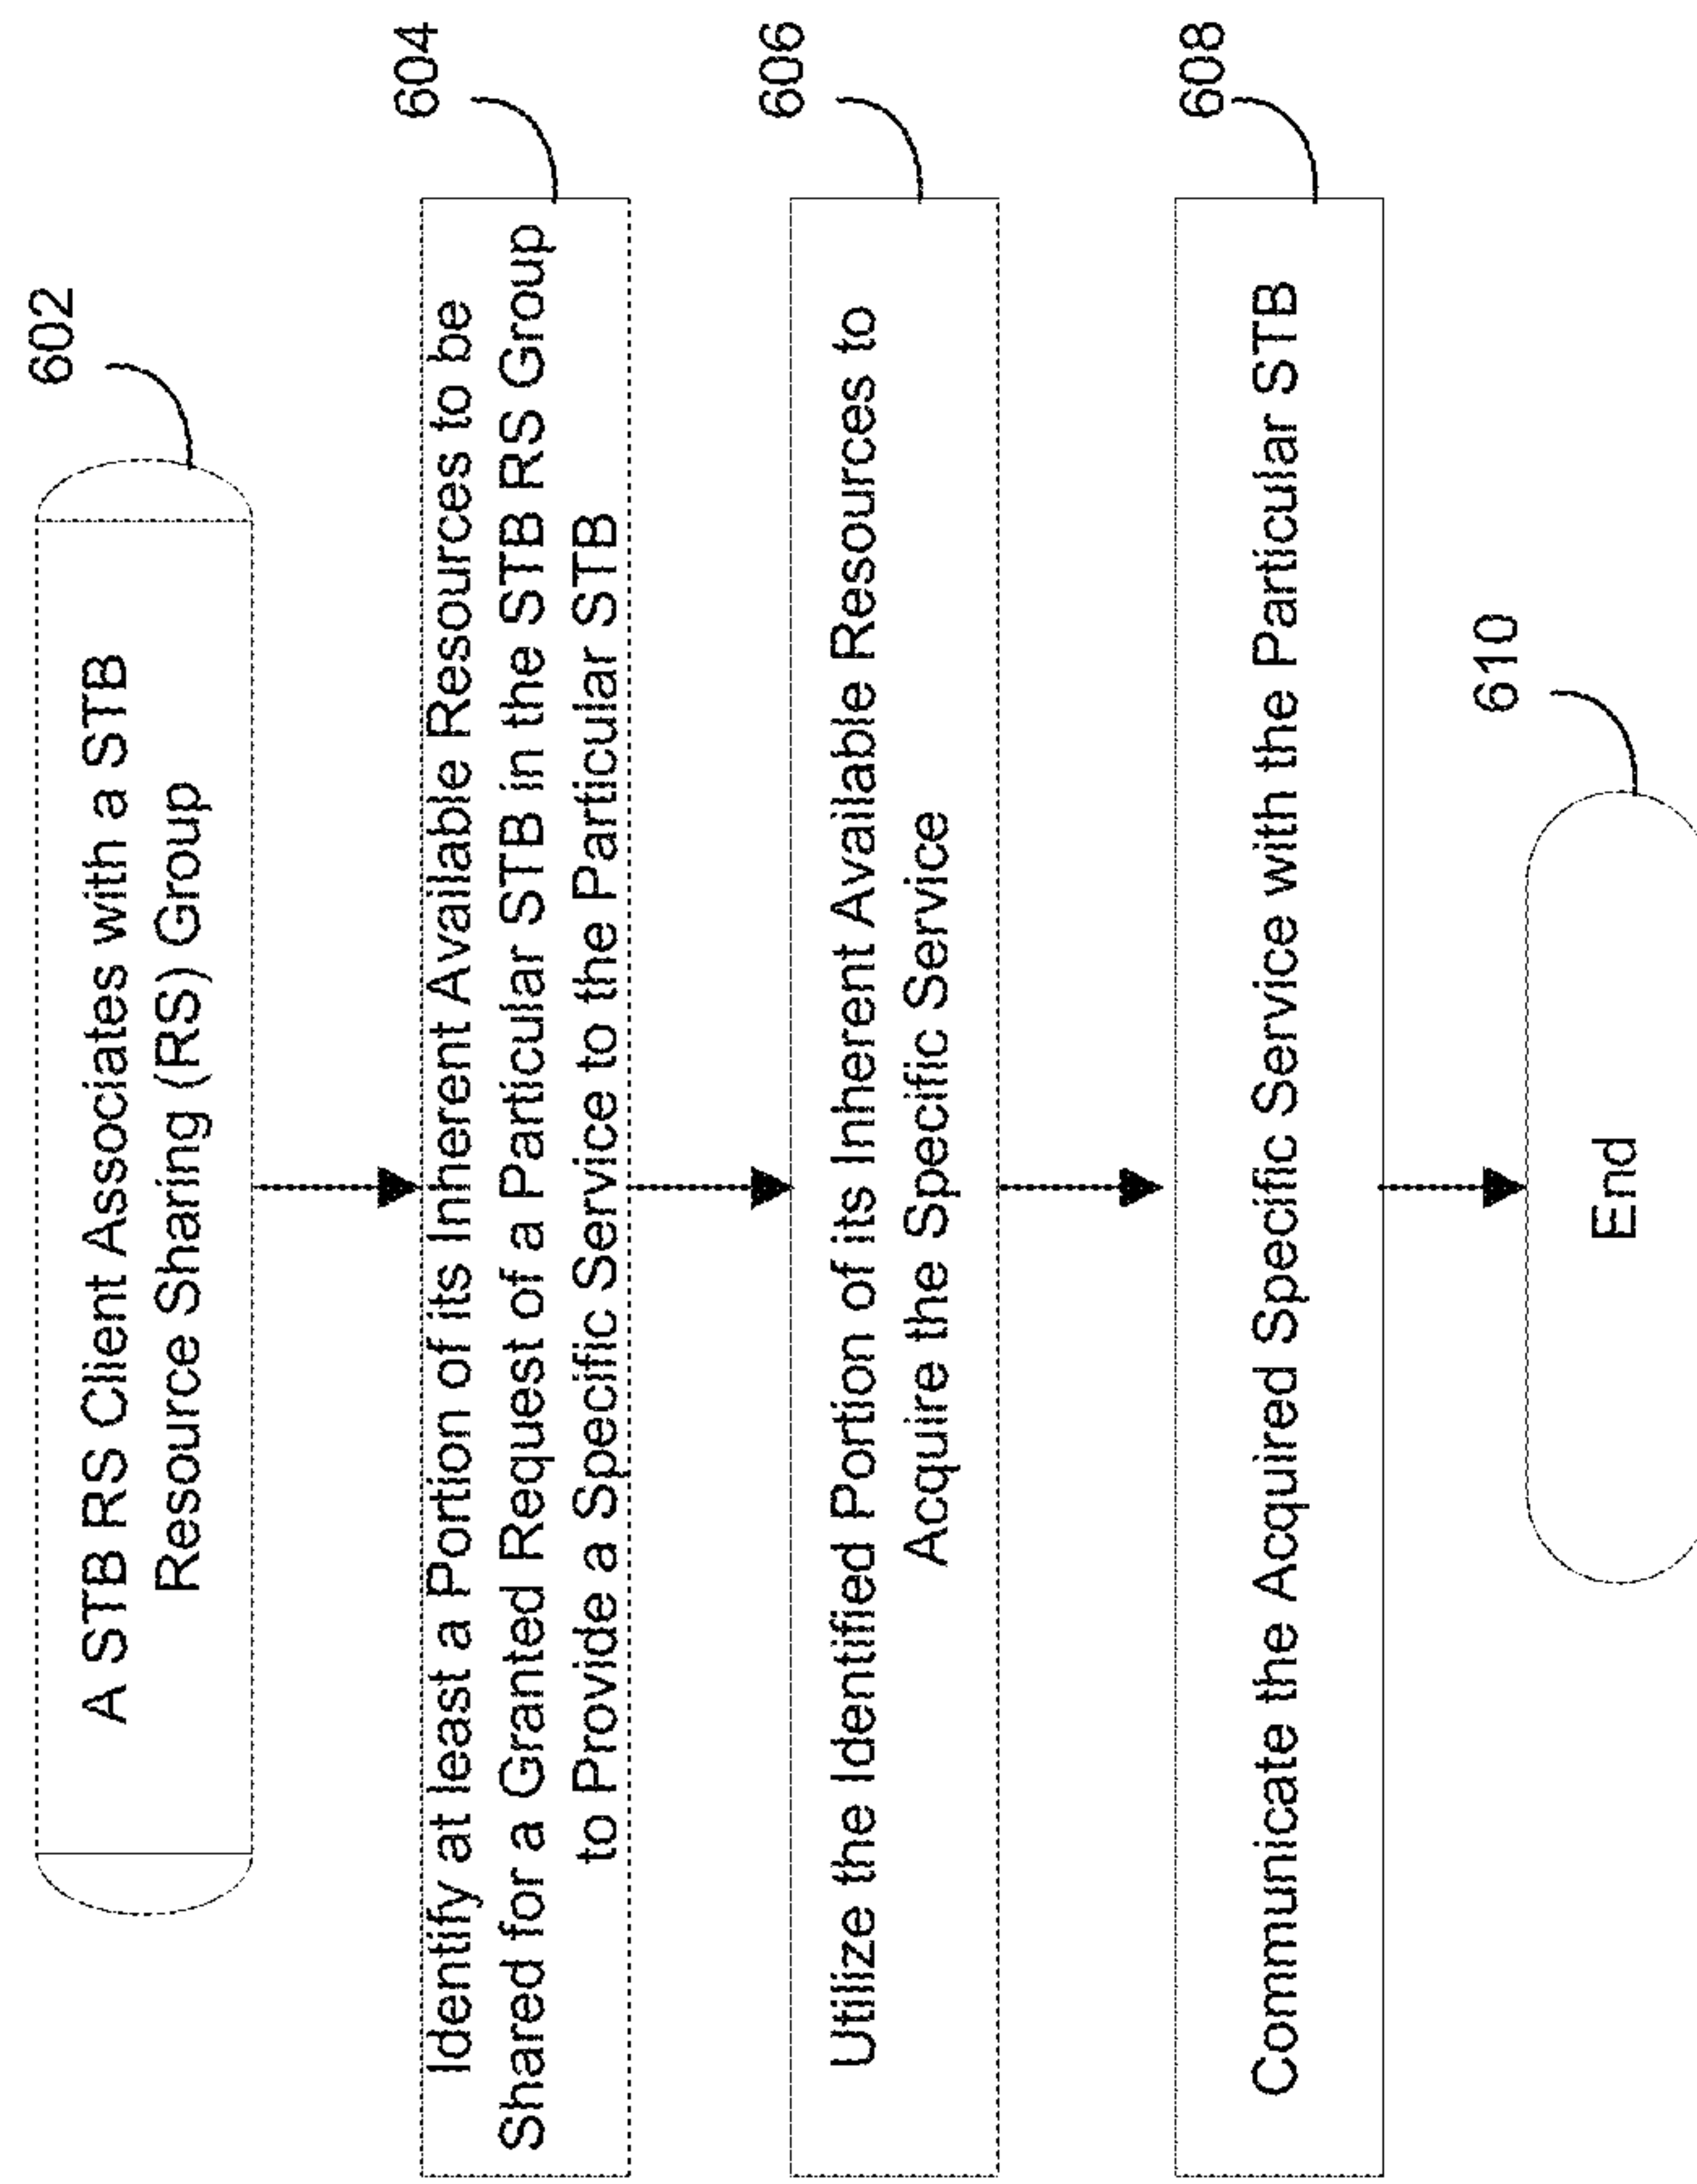 602
A STB RS Client Associates with a STB
Resource Sharing (RS) Group
604
Identify at least a Portion of its Inherent Available Resources to be
Shared for a Granted Request of a Particular STB in the STB RS Group
to Provide a Specific Service to the Particular STB
606
Utilize the Identified Portion of its Inherent Available Resources to
Acquire the Specific Service
608
Communicate the Acquired Specific Service with the Particular STB
610
End